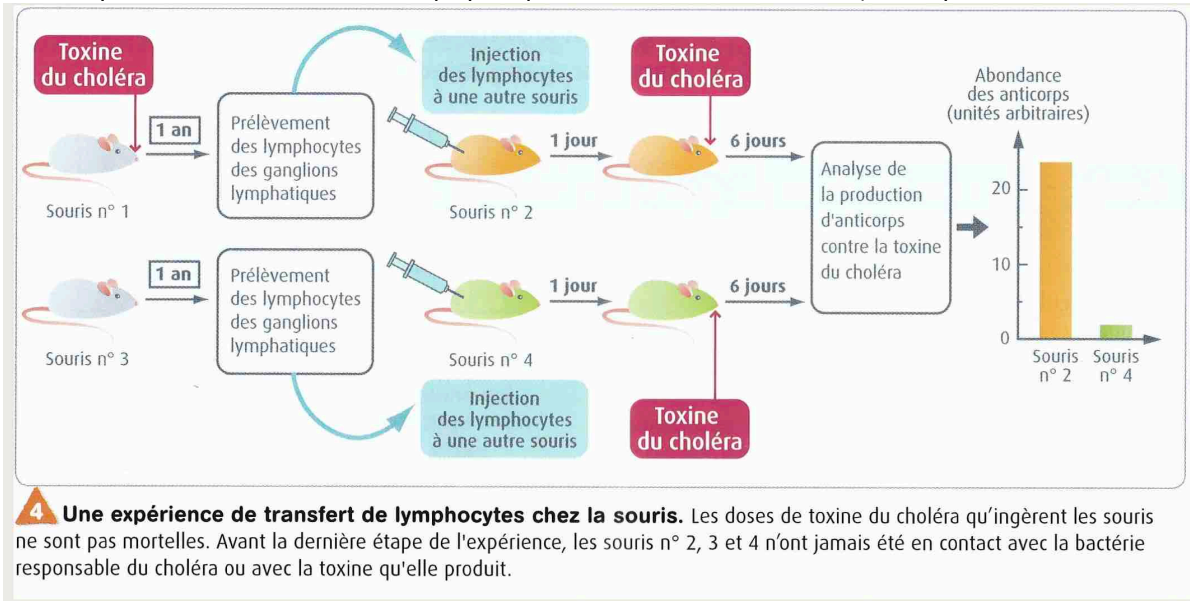 Toxine
du choléra
1 an
Prélèvement
des lymphocytes
des ganglions
lymphatiques
Souris n° 1
Injection
des lymphocytes
à une autre souris
Souris n° 2
1 jour
Toxine
du choléra
6 jours
Souris n° 3
1 an
Prélèvement
des lymphocytes
des ganglions
lymphatiques
Injection
des lymphocytes
à une autre souris
Souris n° 4
1 jour
Toxine
du choléra
6 jours
Analyse de
la production
d'anticorps
contre la toxine
du choléra
Abondance
des anticorps
(unités arbitraires)
20
10
0
Souris
n° 2
Souris
n° 4
4 Une expérience de transfert de lymphocytes chez la souris. Les doses de toxine du choléra qu'ingèrent les souris
ne sont pas mortelles. Avant la dernière étape de l'expérience, les souris n° 2, 3 et 4 n'ont jamais été en contact avec la bactérie
responsable du choléra ou avec la toxine qu'elle produit.